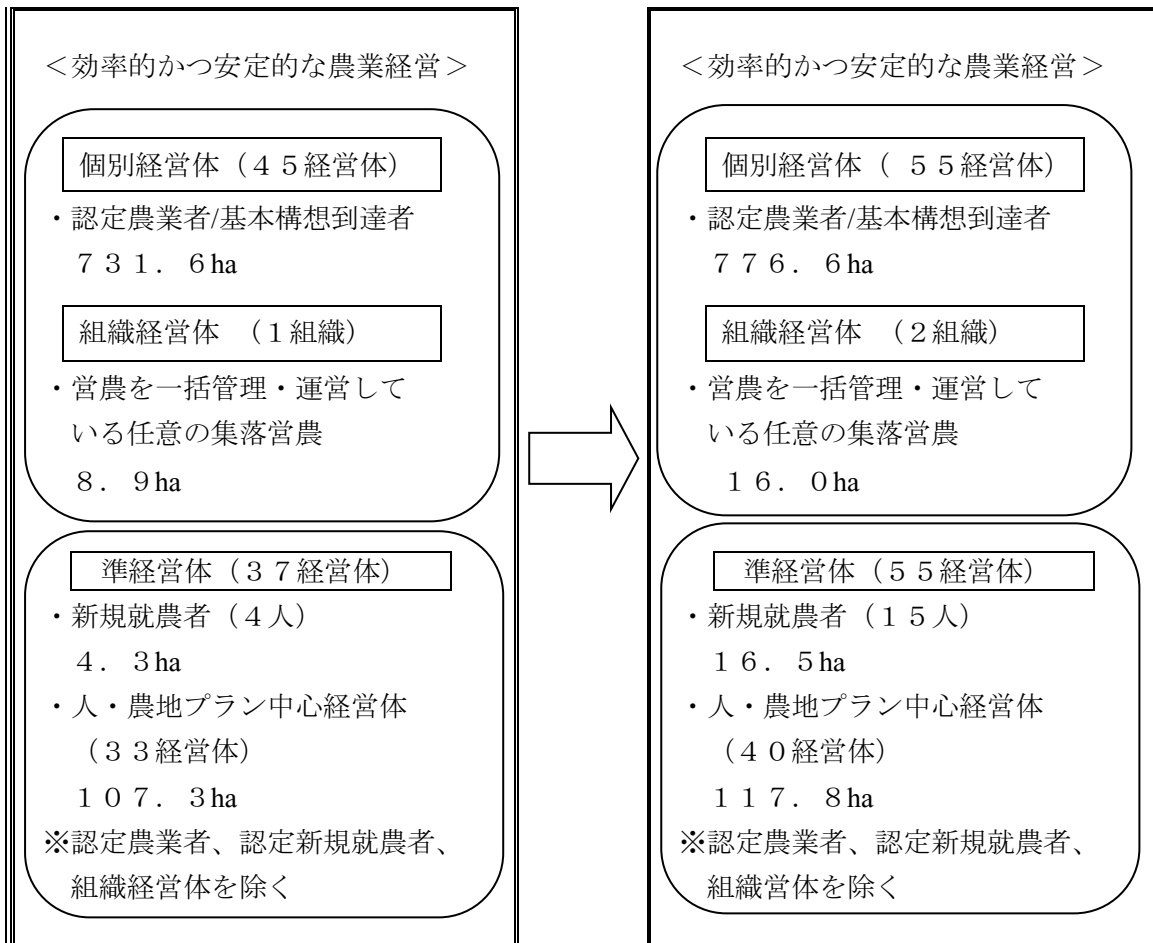 ＜効率的かつ安定的な農業経営＞
個別経営体（４５経営体）
・認定農業者/基本構想到達者
７３１．６ha
組織経営体　（１組織）
・営農を一括管理・運営して
いる任意の集落営農
８．９ha
準経営体（３７経営体）
・新規就農者（４人）
４．３ha
・人・農地プラン中心経営体
（３３経営体）
１０７．３ha
※認定農業者、認定新規就農者、
組織経営体を除く
＜効率的かつ安定的な農業経営＞
個別経営体（ ５５経営体）
・認定農業者/基本構想到達者
７７６．６ha
組織経営体　（２組織）
・営農を一括管理・運営して
いる任意の集落営農
１６．０ha
準経営体（５５経営体）
・新規就農者（１５人）
１６．５ha
・人・農地プラン中心経営体
（４０経営体）
１１７．８ha
※認定農業者、認定新規就農者、
組織営体を除く